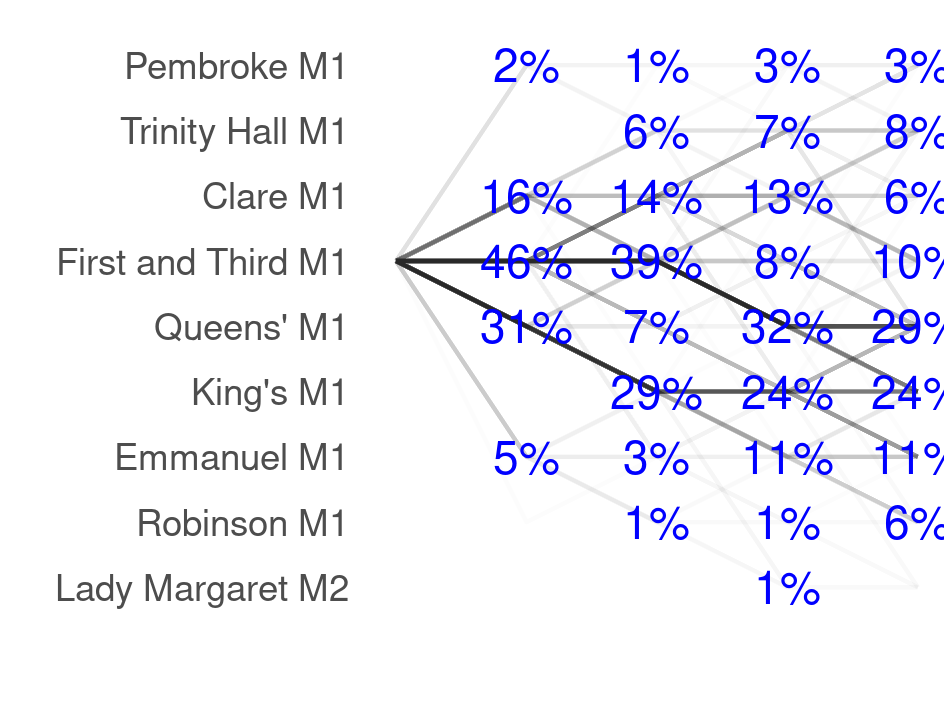 Pembroke M1 2% 1% 3% 3%
Trinity Hall M1 6% 7% 8%
Clare M1 16% 14% 13% 6%
First and Third M1 46% 39% 8% 10%
Queens' M1 31% 7% 32% 29%
King's M1 29% 24% 24%
Emmanuel M1 5% 3% 11% 11%
Robinson M1 1% 1% 6%
Lady Margaret M2 1%